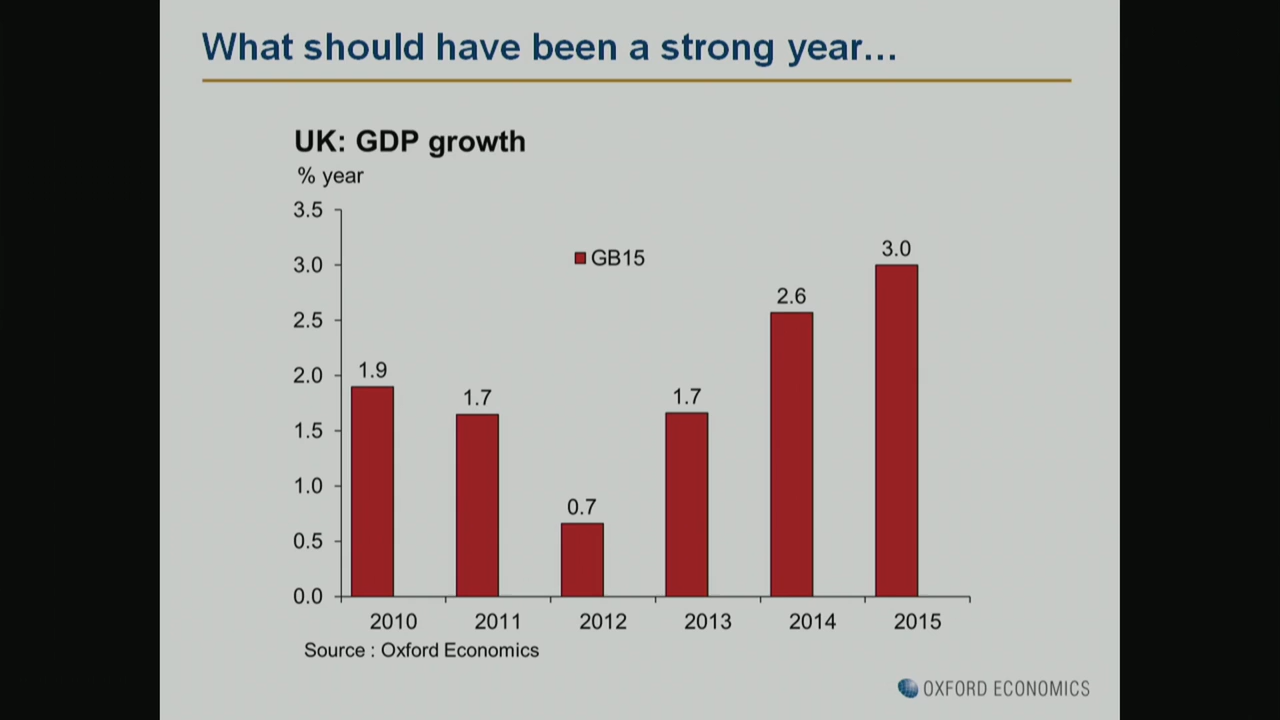 What should have been a strong year...
UK: GDP growth
% year
3.5
3.0
2.5
2.0
1.5
1.0
0.5
0.0
GB15
1.9
1.7
0.7
1.7
2.6
3.0
2010 2011 2012 2013 2014 2015
Source : Oxford Economics
OXFORD ECONOMICS